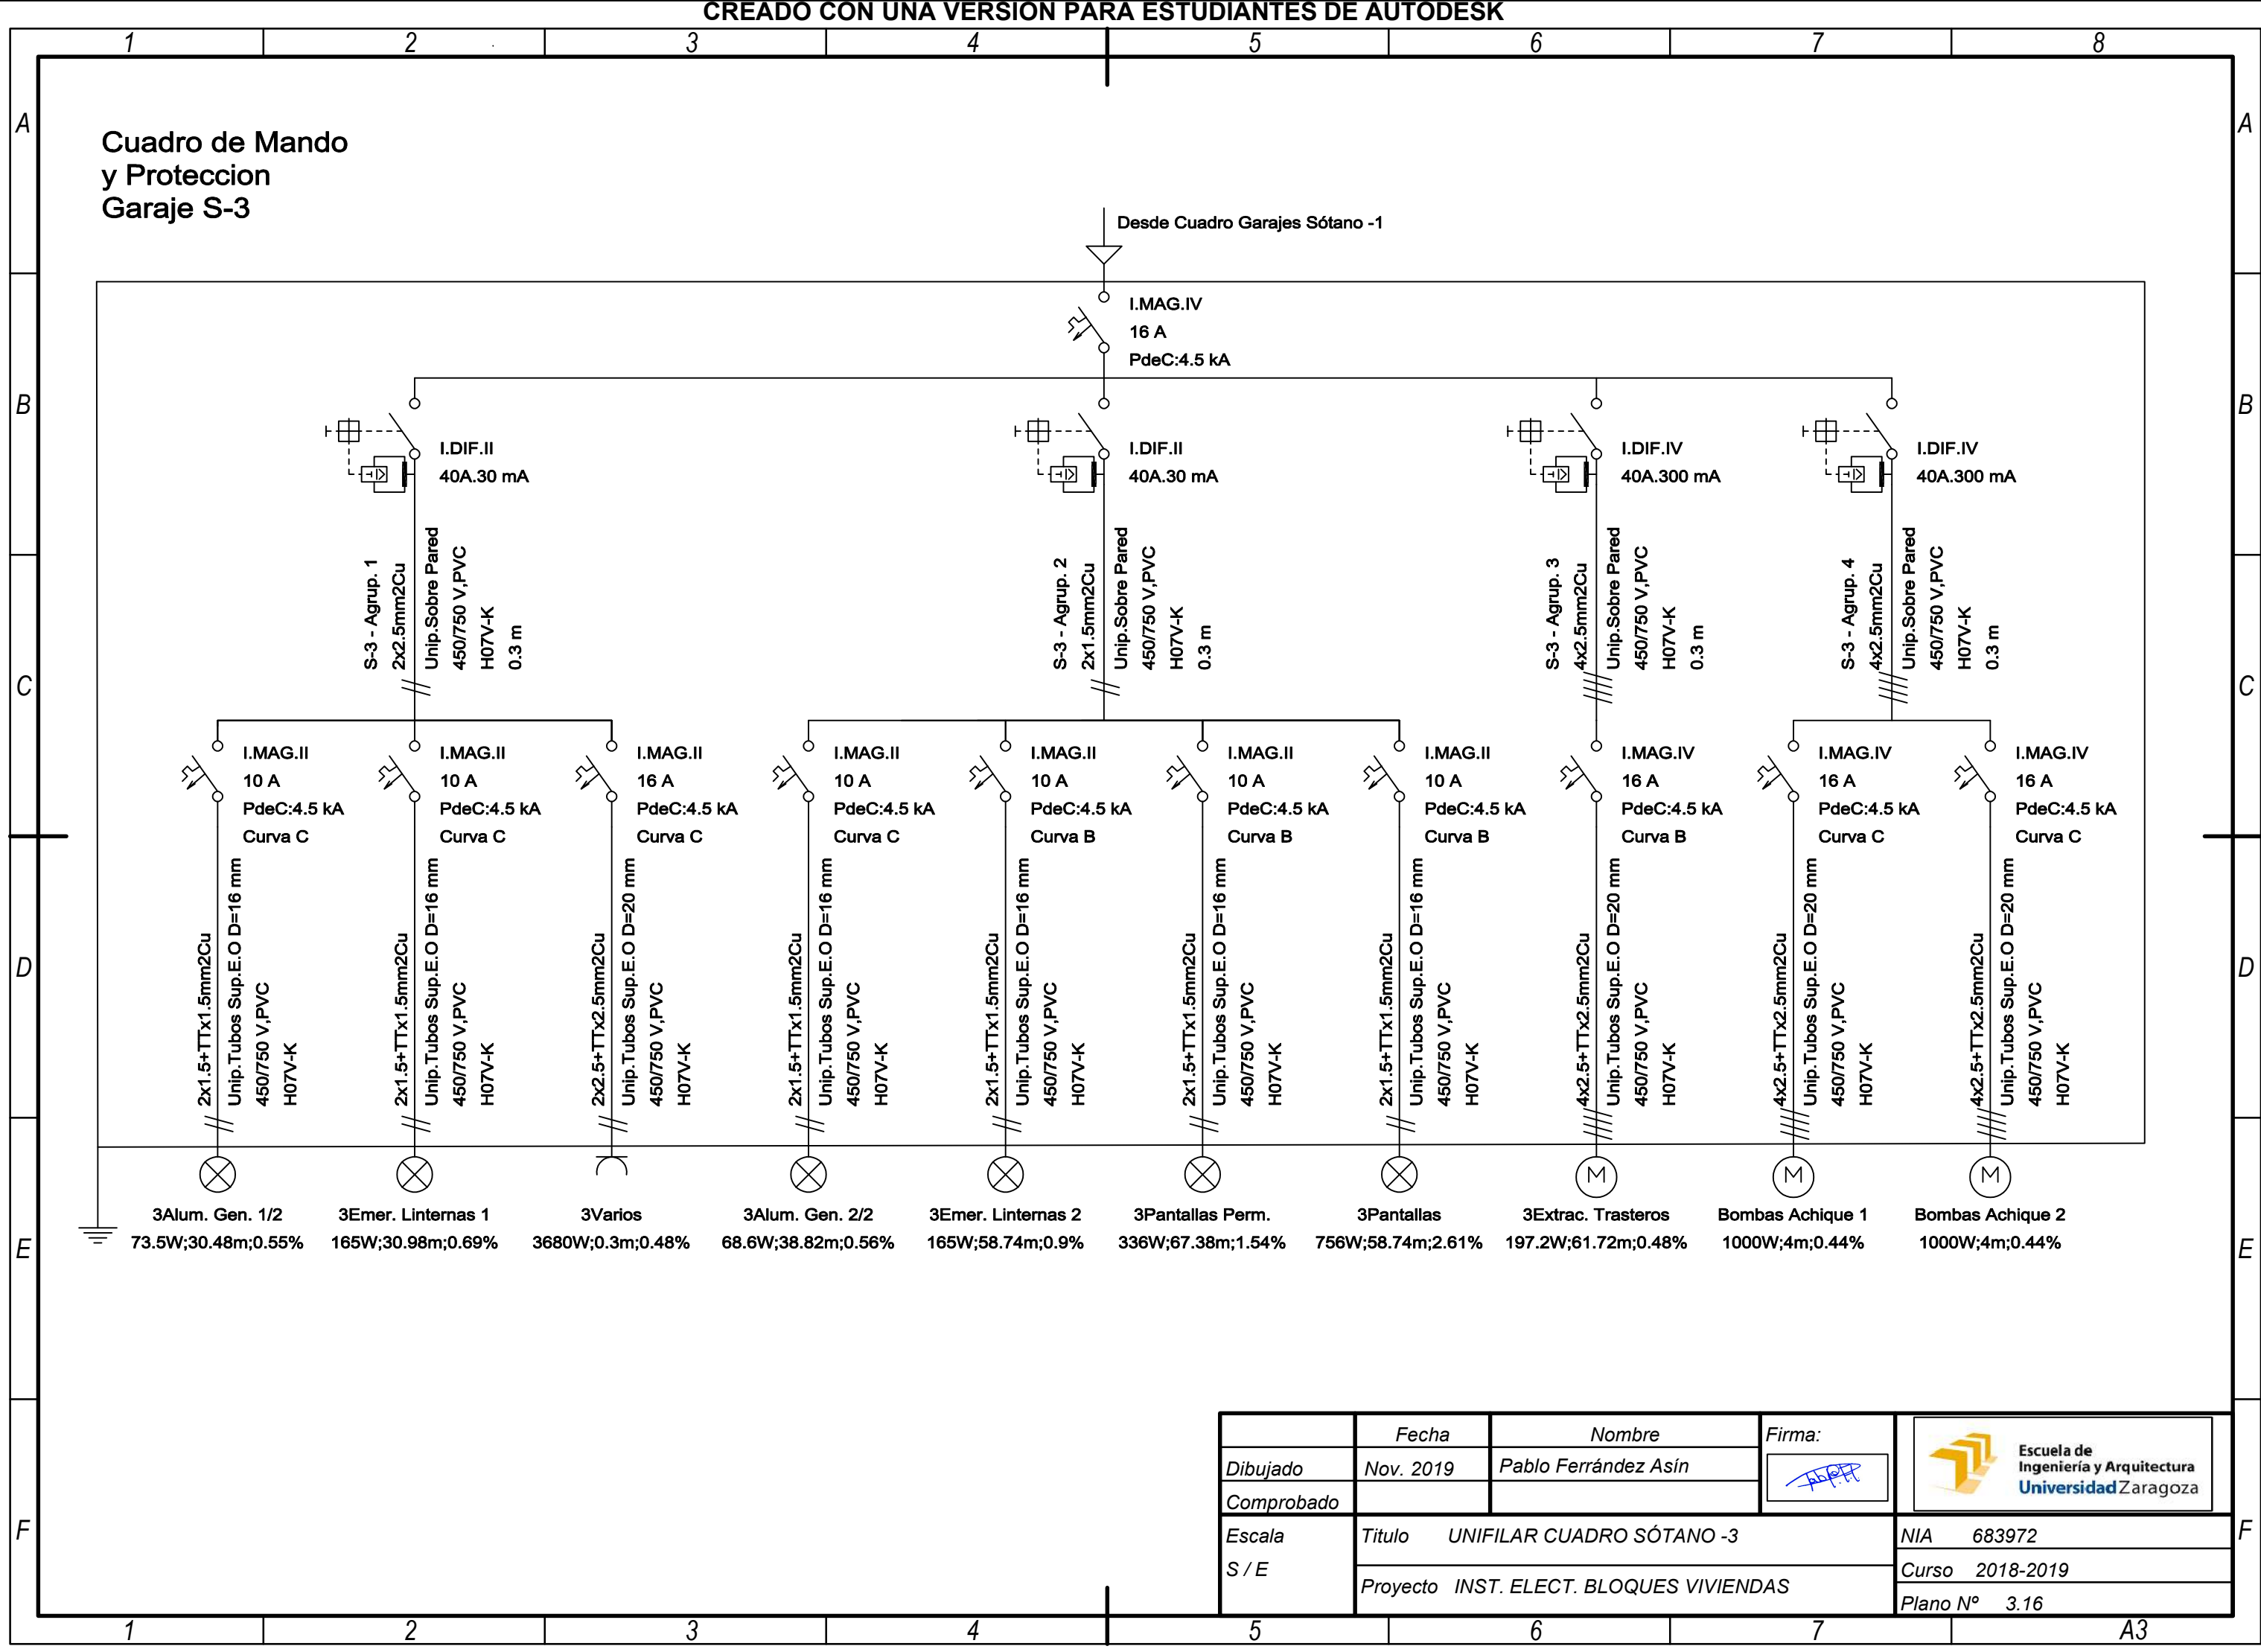 CREADO CON UNA VERSIÓN PARA ESTUDIANTES DE AUTODESK
1 2 3 4 5 6 7 8
A A
B B
C C
D D
E E
F F
Cuadro de Mando
y Proteccion
Garaje S-3
Desde Cuadro Garajes Sótano -1
I.MAG.IV
16 A
PdeC:4.5 kA
I.DIF.II
40A.30 mA
I.DIF.II
40A.30 mA
I.DIF.IV
40A.300 mA
I.DIF.IV
40A.300 mA
S-3 - Agrup. 1
2x2.5mm2Cu
Unip.Sobre Pared
450/750 V,PVC
H07V-K
0.3 m
S-3 - Agrup. 2
2x1.5mm2Cu
Unip.Sobre Pared
450/750 V,PVC
H07V-K
0.3 m
S-3 - Agrup. 3
4x2.5mm2Cu
Unip.Sobre Pared
450/750 V,PVC
H07V-K
0.3 m
S-3 - Agrup. 4
4x2.5mm2Cu
Unip.Sobre Pared
450/750 V,PVC
H07V-K
0.3 m
I.MAG.II
10 A
PdeC:4.5 kA
Curva C
I.MAG.II
10 A
PdeC:4.5 kA
Curva C
I.MAG.II
16 A
PdeC:4.5 kA
Curva C
I.MAG.II
10 A
PdeC:4.5 kA
Curva C
I.MAG.II
10 A
PdeC:4.5 kA
Curva B
I.MAG.II
10 A
PdeC:4.5 kA
Curva B
I.MAG.II
10 A
PdeC:4.5 kA
Curva B
I.MAG.IV
16 A
PdeC:4.5 kA
Curva B
I.MAG.IV
16 A
PdeC:4.5 kA
Curva C
I.MAG.IV
16 A
PdeC:4.5 kA
Curva C
2x1.5+TTx1.5mm2Cu
Unip.Tubos Sup.E.O D=16 mm
450/750 V,PVC
H07V-K
2x1.5+TTx1.5mm2Cu
Unip.Tubos Sup.E.O D=16 mm
450/750 V,PVC
H07V-K
2x2.5+TTx2.5mm2Cu
Unip.Tubos Sup.E.O D=20 mm
450/750 V,PVC
H07V-K
2x1.5+TTx1.5mm2Cu
Unip.Tubos Sup.E.O D=16 mm
450/750 V,PVC
H07V-K
2x1.5+TTx1.5mm2Cu
Unip.Tubos Sup.E.O D=16 mm
450/750 V,PVC
H07V-K
2x1.5+TTx1.5mm2Cu
Unip.Tubos Sup.E.O D=16 mm
450/750 V,PVC
H07V-K
2x1.5+TTx1.5mm2Cu
Unip.Tubos Sup.E.O D=16 mm
450/750 V,PVC
H07V-K
4x2.5+TTx2.5mm2Cu
Unip.Tubos Sup.E.O D=20 mm
450/750 V,PVC
H07V-K
4x2.5+TTx2.5mm2Cu
Unip.Tubos Sup.E.O D=20 mm
450/750 V,PVC
H07V-K
4x2.5+TTx2.5mm2Cu
Unip.Tubos Sup.E.O D=20 mm
450/750 V,PVC
H07V-K
M M M
3Alum. Gen. 1/2
73.5W;30.48m;0.55%
3Emer. Linternas 1
165W;30.98m;0.69%
3Varios
3680W;0.3m;0.48%
3Alum. Gen. 2/2
68.6W;38.82m;0.56%
3Emer. Linternas 2
165W;58.74m;0.9%
3Pantallas Perm.
336W;67.38m;1.54%
3Pantallas
756W;58.74m;2.61%
3Extrac. Trasteros
197.2W;61.72m;0.48%
Bombas Achique 1
1000W;4m;0.44%
Bombas Achique 2
1000W;4m;0.44%
Fecha Nombre Firma:
Dibujado Nov. 2019 Pablo Ferrández Asín
Comprobado
Escuela de
Ingeniería y Arquitectura
Universidad Zaragoza
Escala
S / E
Titulo UNIFILAR CUADRO SÓTANO -3
Proyecto INST. ELECT. BLOQUES VIVIENDAS
NIA 683972
Curso 2018-2019
Plano Nº 3.16
1 2 3 4 5 6 7 A3